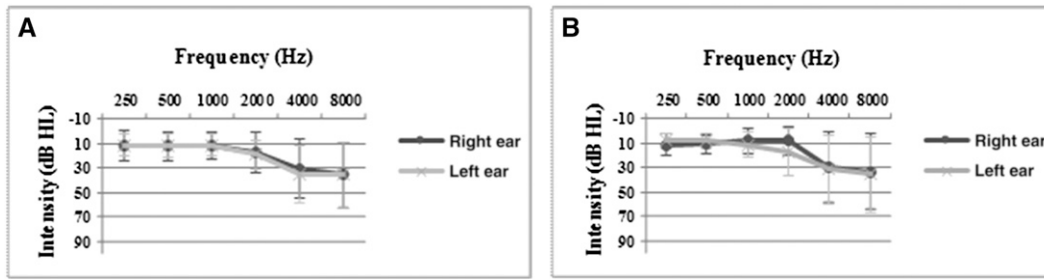 A
Frequency (Hz)
250 500 1000 2000 4000 8000
Intensity (dB HL)
-10
10
30
50
70
90
Right ear
Left ear
B
Frequency (Hz)
250 500 1000 2000 4000 8000
Intensity (dB HL)
-10
10
30
50
70
90
Right ear
Left ear